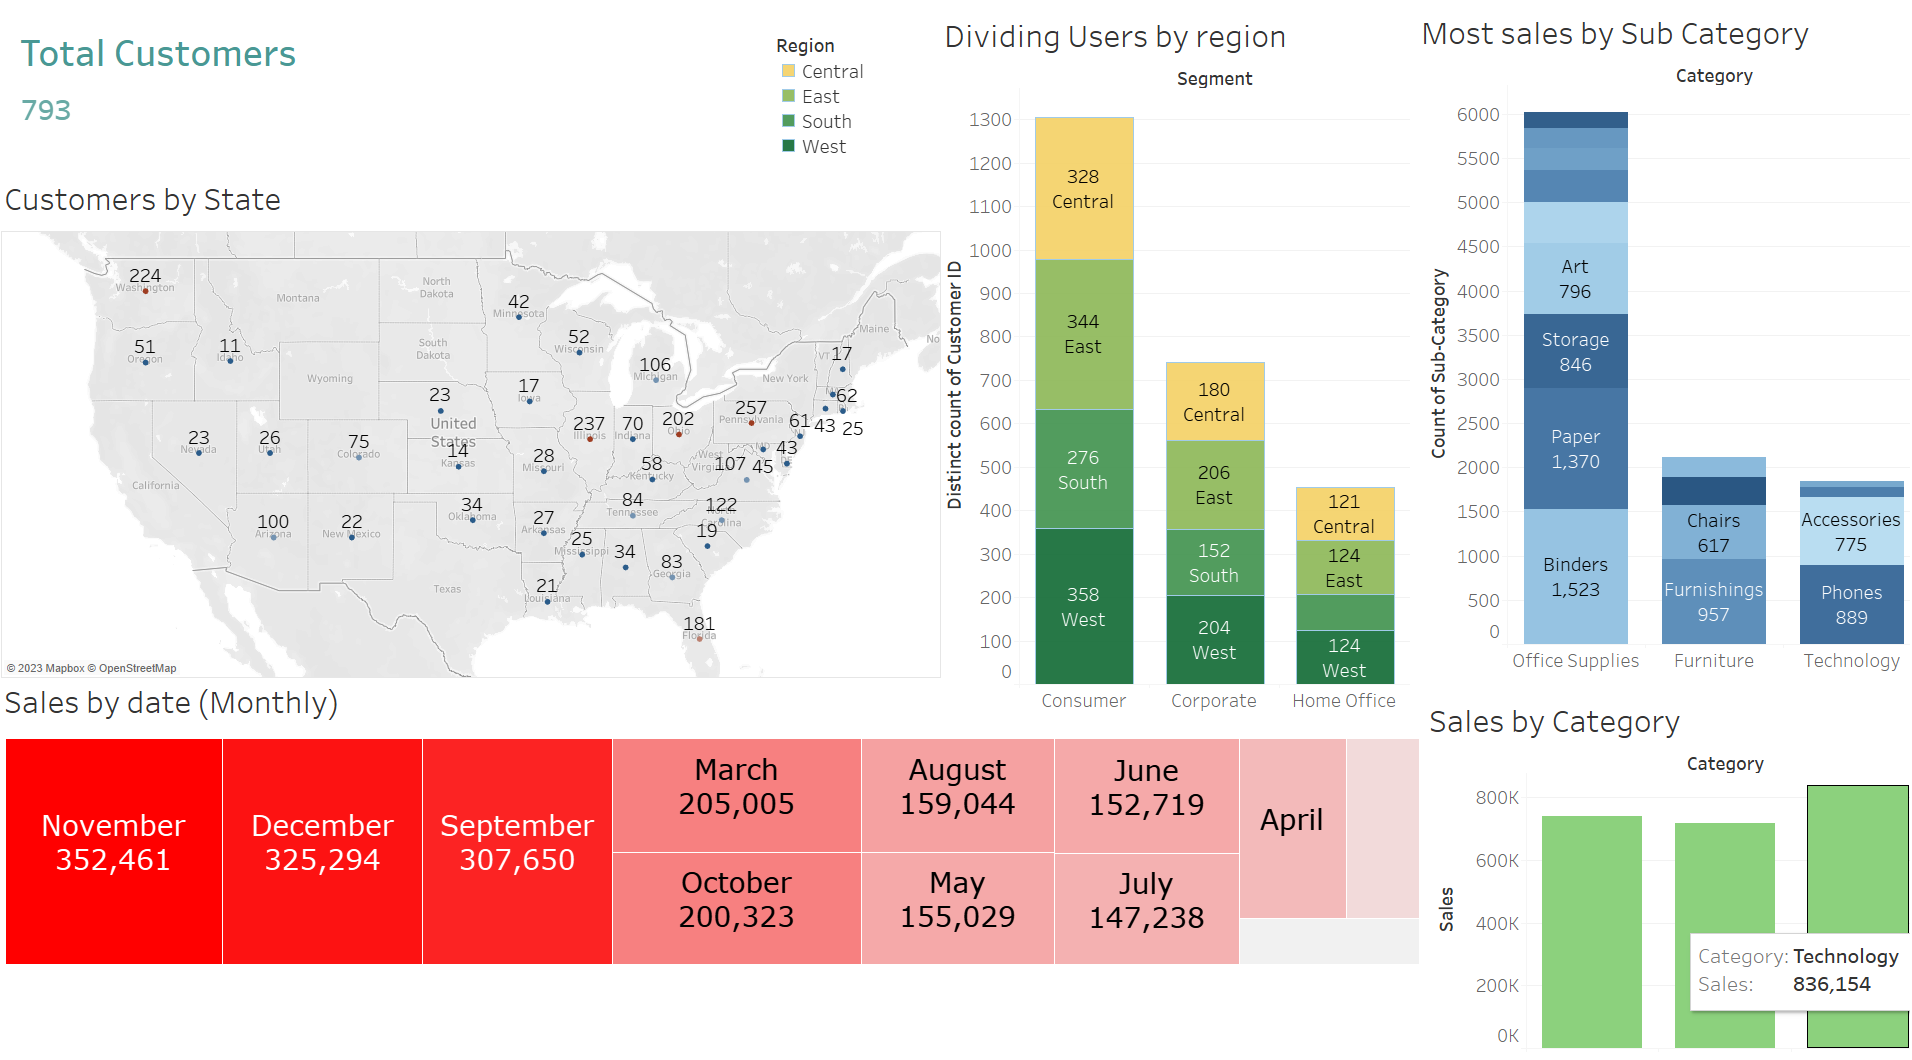 Total Customers
793
Region
Central
East
South
West
Customers by State
224
Washington
Montana
North
Dakota
42
Minnesota
Maine
No
51
Oregon
11
Idaho
South
Dakota
52
Wisconsin
VT
17
106
Michigan
Wyoming
New York
23
17
Iowa
62
United
States
237
Illinois
70
Indiana
202
Ohio
257
Pennsylvania
61
43
25
23
Nevada
26
Utah
75
Colorado
14
Kansas
28
Missouri
West
Virginia
107
45
43
58
Kentucky
California
34
Oklahoma
84
Tennessee
122
North
Carolina
100
Arizona
22
New Mexico
27
Arkansas
19
25
Mississippi
34
83
Georgia
Texas
21
Louisiana
181
Florida
© 2023 Mapbox © OpenStreetMap
Dividing Users by region
Segment
Distinct count of Customer ID
1300
1200
1100
1000
900
800
700
600
500
400
300
200
100
0
328
Central
344
East
276
South
358
West
180
Central
206
East
152
South
204
West
121
Central
124
East
124
West
Consumer
Corporate
Home Office
Most sales by Sub Category
Category
Count of Sub-Category
6000
5500
5000
4500
4000
3500
3000
2500
2000
1500
1000
500
0
Art
796
Storage
846
Paper
1,370
Binders
1,523
Chairs
617
Furnishings
957
Accessories
775
Phones
889
Office Supplies
Furniture
Technology
Sales by date (Monthly)
November
352,461
December
325,294
September
307,650
March
205,005
October
200,323
August
159,044
May
155,029
June
152,719
July
147,238
April
Sales by Category
Category
Sales
800K
600K
400K
200K
0K
Category: Technology
Sales: 836,154